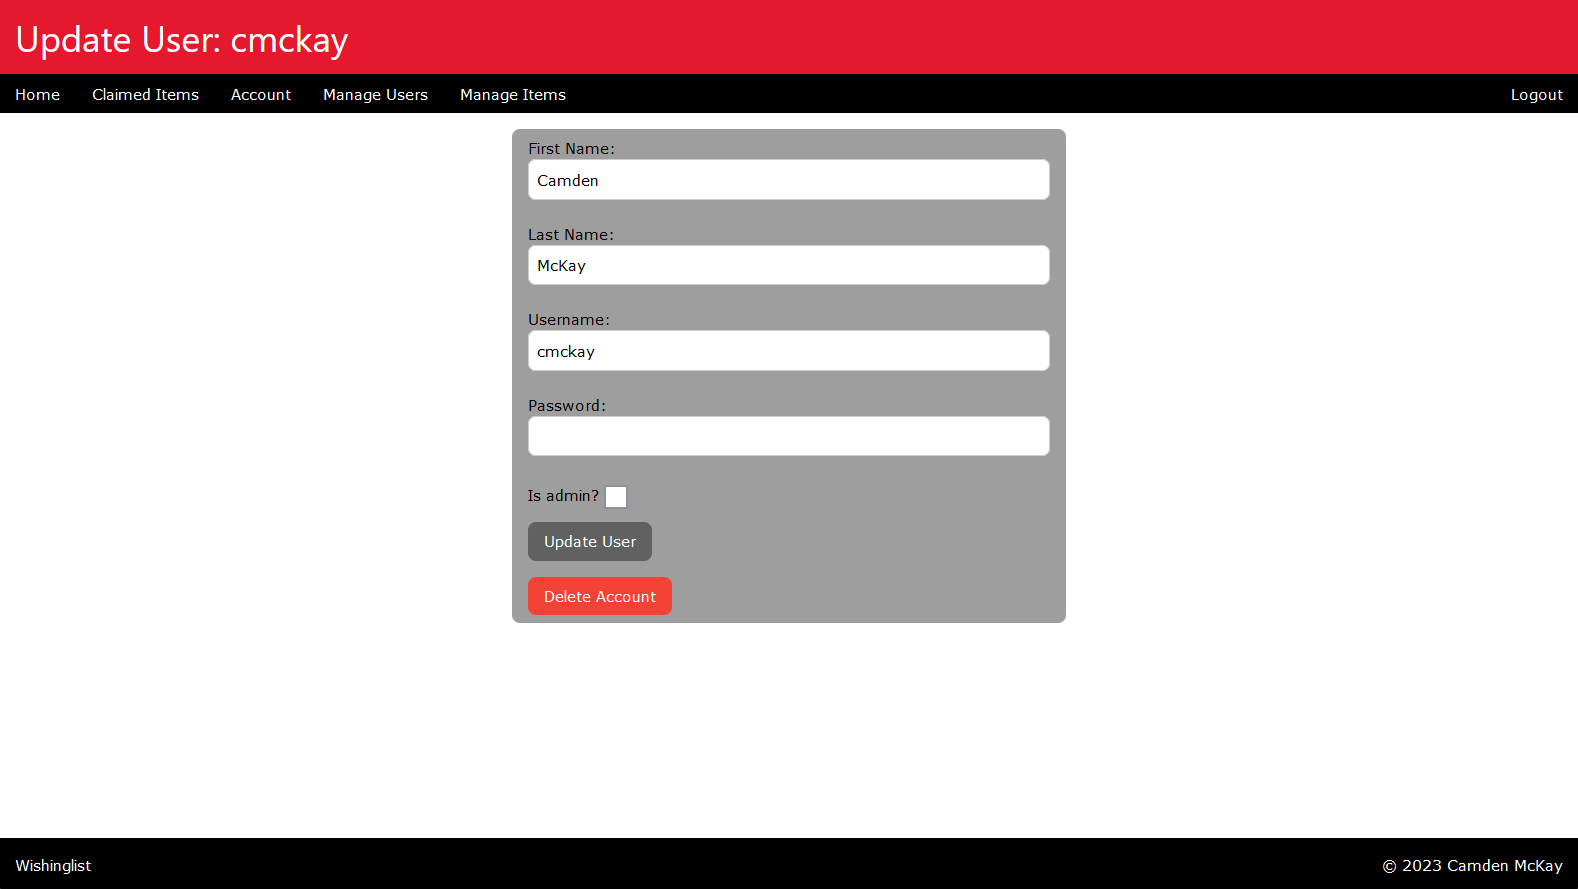 Update User: cmckay
Home Claimed Items Account Manage Users Manage Items Logout
First Name:
Camden
Last Name:
McKay
Username:
cmckay
Password:
Is admin?
Update User
Delete Account
Wishinglist © 2023 Camden McKay